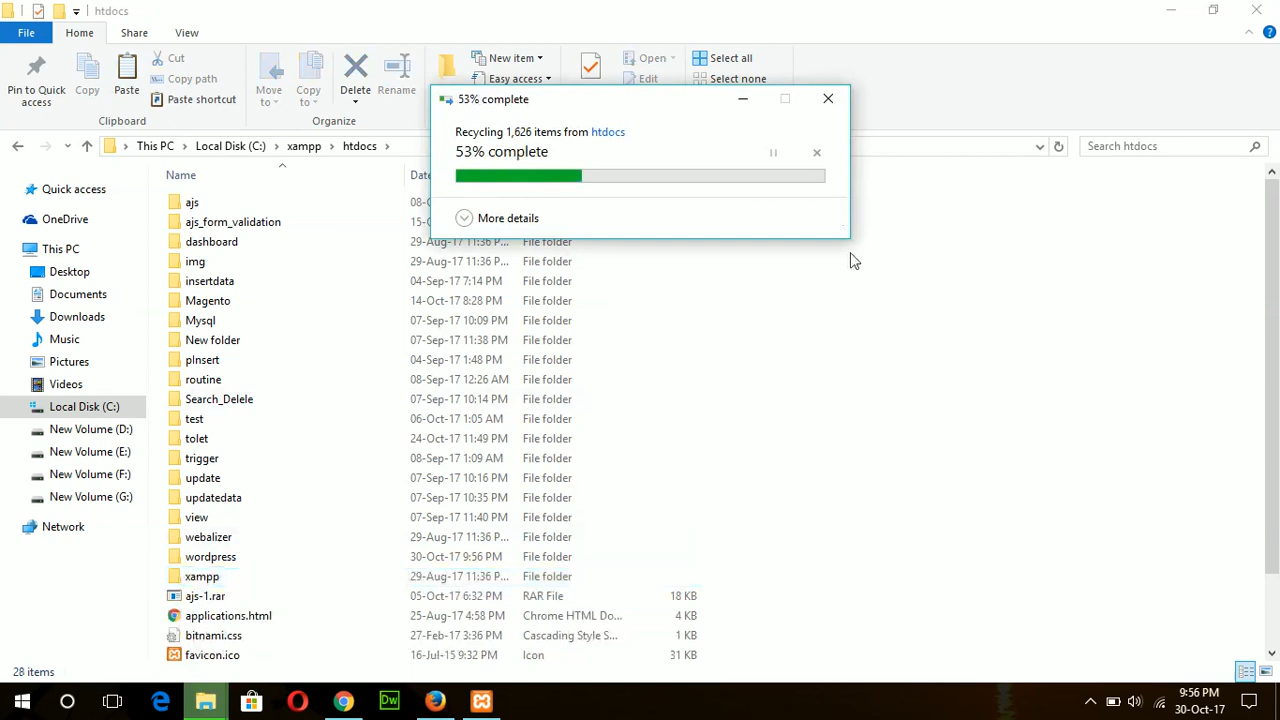 htdocs
File
Home
Share
View
Pin to Quick access
Copy
Paste
Cut
Copy path
Paste shortcut
Clipboard
Move to
Copy to
Delete
Rename
Organize
New item
Easy access
Open
Edit
Select all
Select none
This PC
Local Disk (C:)
xampp
htdocs
Search htdocs
53% complete
Recycling 1,626 items from htdocs
53% complete
More details
Quick access
OneDrive
This PC
Desktop
Documents
Downloads
Music
Pictures
Videos
Local Disk (C:)
New Volume (D:)
New Volume (E:)
New Volume (F:)
New Volume (G:)
Network
Name
ajs
ajs_form_validation
dashboard 29-Aug-17 11:36 P... File folder
img 29-Aug-17 11:36 P... File folder
insertdata 04-Sep-17 7:14 PM File folder
Magento 14-Oct-17 8:28 PM File folder
Mysql 07-Sep-17 10:09 PM File folder
New folder 07-Sep-17 11:38 PM File folder
pInsert 04-Sep-17 1:48 PM File folder
routine 08-Sep-17 12:26 AM File folder
Search_Delele 07-Sep-17 10:14 PM File folder
test 06-Oct-17 1:05 AM File folder
tolet 24-Oct-17 11:49 PM File folder
trigger 08-Sep-17 1:09 AM File folder
update 07-Sep-17 10:16 PM File folder
updatedata 07-Sep-17 10:35 PM File folder
view 07-Sep-17 11:40 PM File folder
webalizer 29-Aug-17 11:36 P... File folder
wordpress 30-Oct-17 9:56 PM File folder
xampp 29-Aug-17 11:36 P... File folder
ajs-1.rar 05-Oct-17 6:32 PM RAR File 18 KB
applications.html 25-Aug-17 4:58 PM Chrome HTML Do... 4 KB
bitnami.css 27-Feb-17 3:36 PM Cascading Style S... 1 KB
favicon.ico 16-Jul-15 9:32 PM Icon 31 KB
28 items
Dw
9:56 PM
30-Oct-17